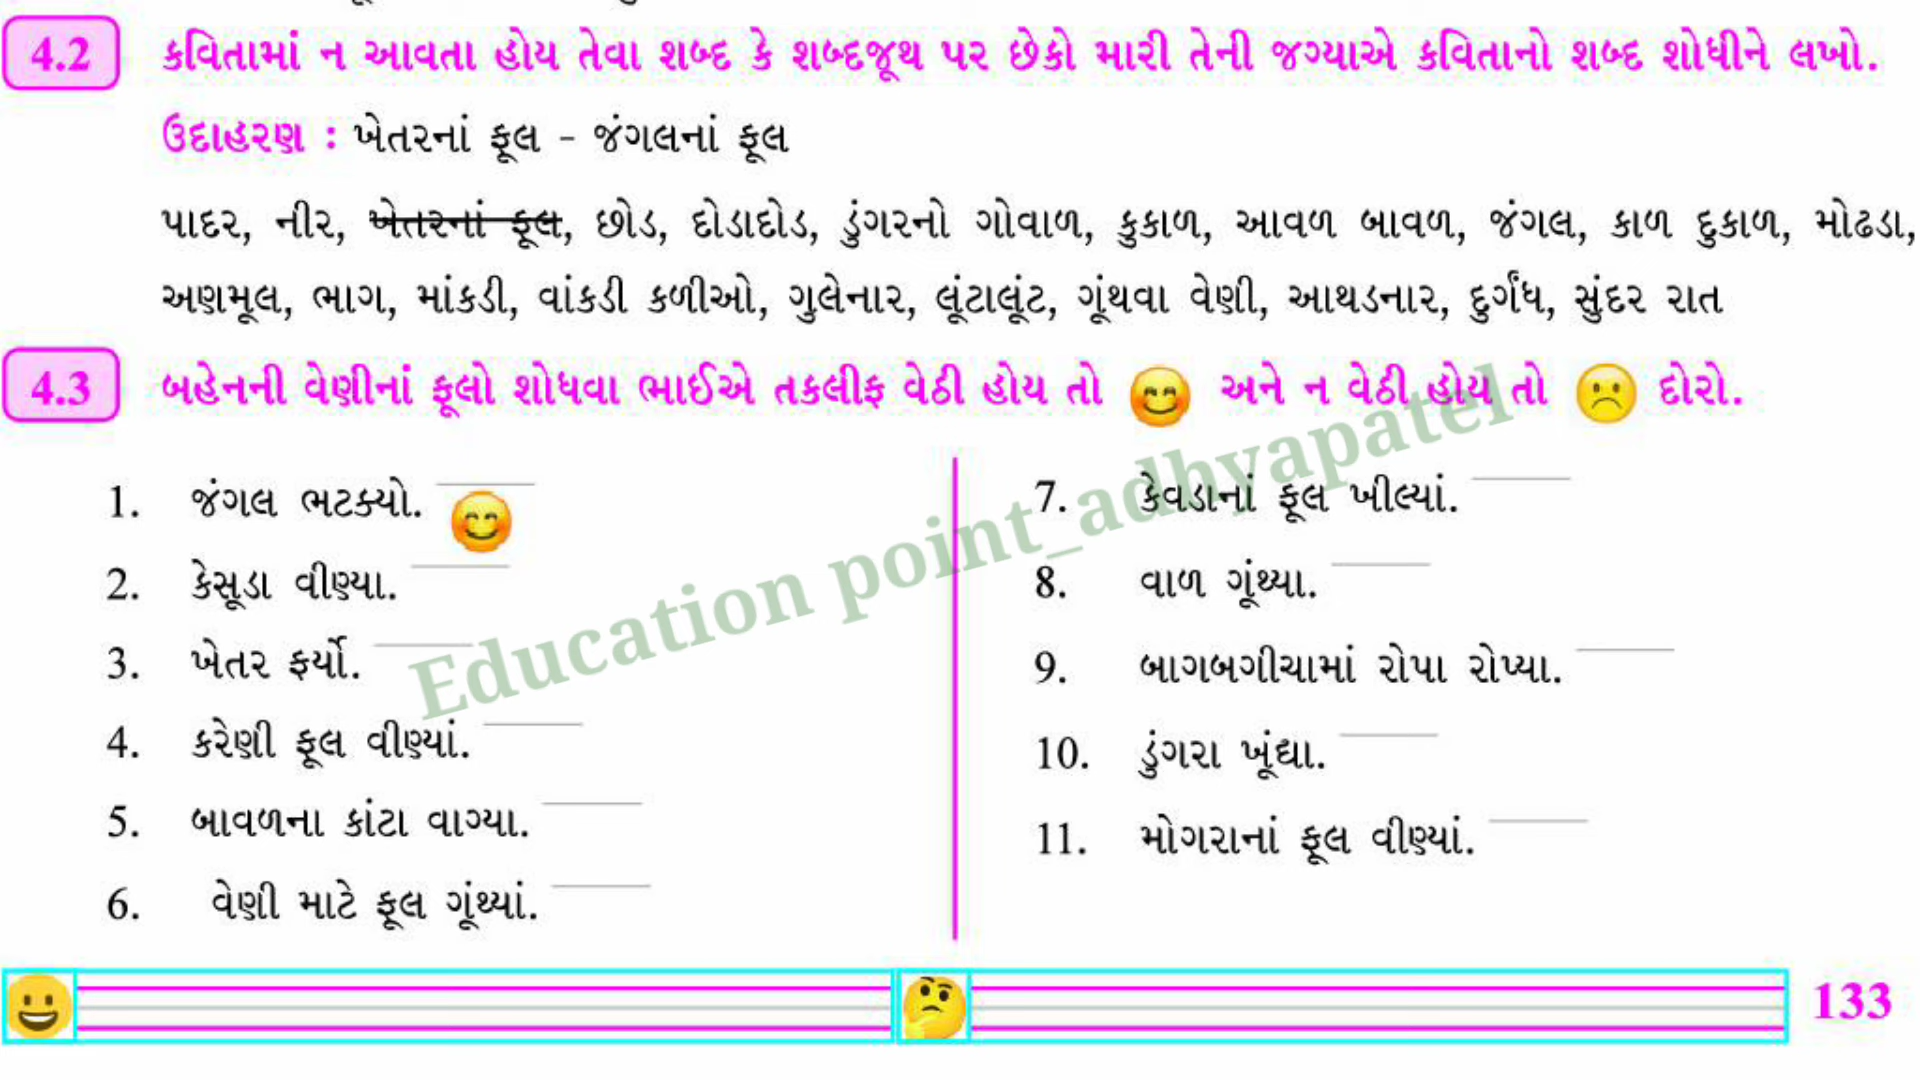 4.2 કવિતામાં ન આવતા હોય તેવા શબ્દ કે શબ્દજૂથ પર છેકો મારી તેની જગ્યાએ કવિતાનો શબ્દ શોધીને લખો.
ઉદાહરણ : ખેતરનાં ફૂલ - જંગલનાં ફૂલ
પાદર, નીર, ખેતરનાં ફૂલ, છોડ, દોડાદોડ, ડુંગરનો ગોવાળ, કુકાળ, આવળ બાવળ, જંગલ, કાળ દુકાળ, મોઢડા,
અણમૂલ, ભાગ, માંકડી, વાંકડી કળીઓ, ગુલેનાર, લૂંટાલૂંટ, ગૂંથવા વેણી, આથડનાર, દુર્ગંધ, સુંદર રાત
4.3 બહેનની વેણીનાં ફૂલો શોધવા ભાઈએ તકલીફ વેઠી હોય તો 😊 અને ન વેઠી હોય તો ☹ દોરો.
1. જંગલ ભટક્યો.
2. કેસૂડા વીણ્યા.
3. ખેતર ફર્યો.
4. કરેણી ફૂલ વીણ્યાં.
5. બાવળના કાંટા વાગ્યા.
6. વેણી માટે ફૂલ ગૂંથ્યાં.
7. કેવડાનાં ફૂલ ખીલ્યાં.
8. વાળ ગૂંથ્યા.
9. બાગબગીચામાં રોપા રોપ્યા.
10. ડુંગરા ખૂંદ્યા.
11. મોગરાનાં ફૂલ વીણ્યાં.
Education point_adhyapatel
133